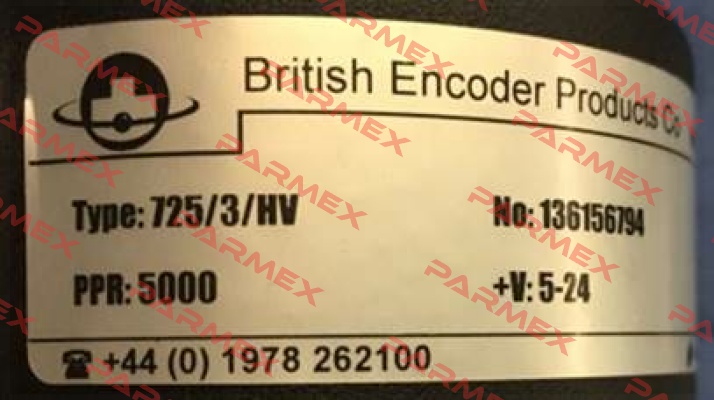 British Encoder Products Co
Type: 725/3/HV
No: 136156794
PPR: 5000
+V: 5-24
☎ +44 (0) 1978 262100
PARMEX